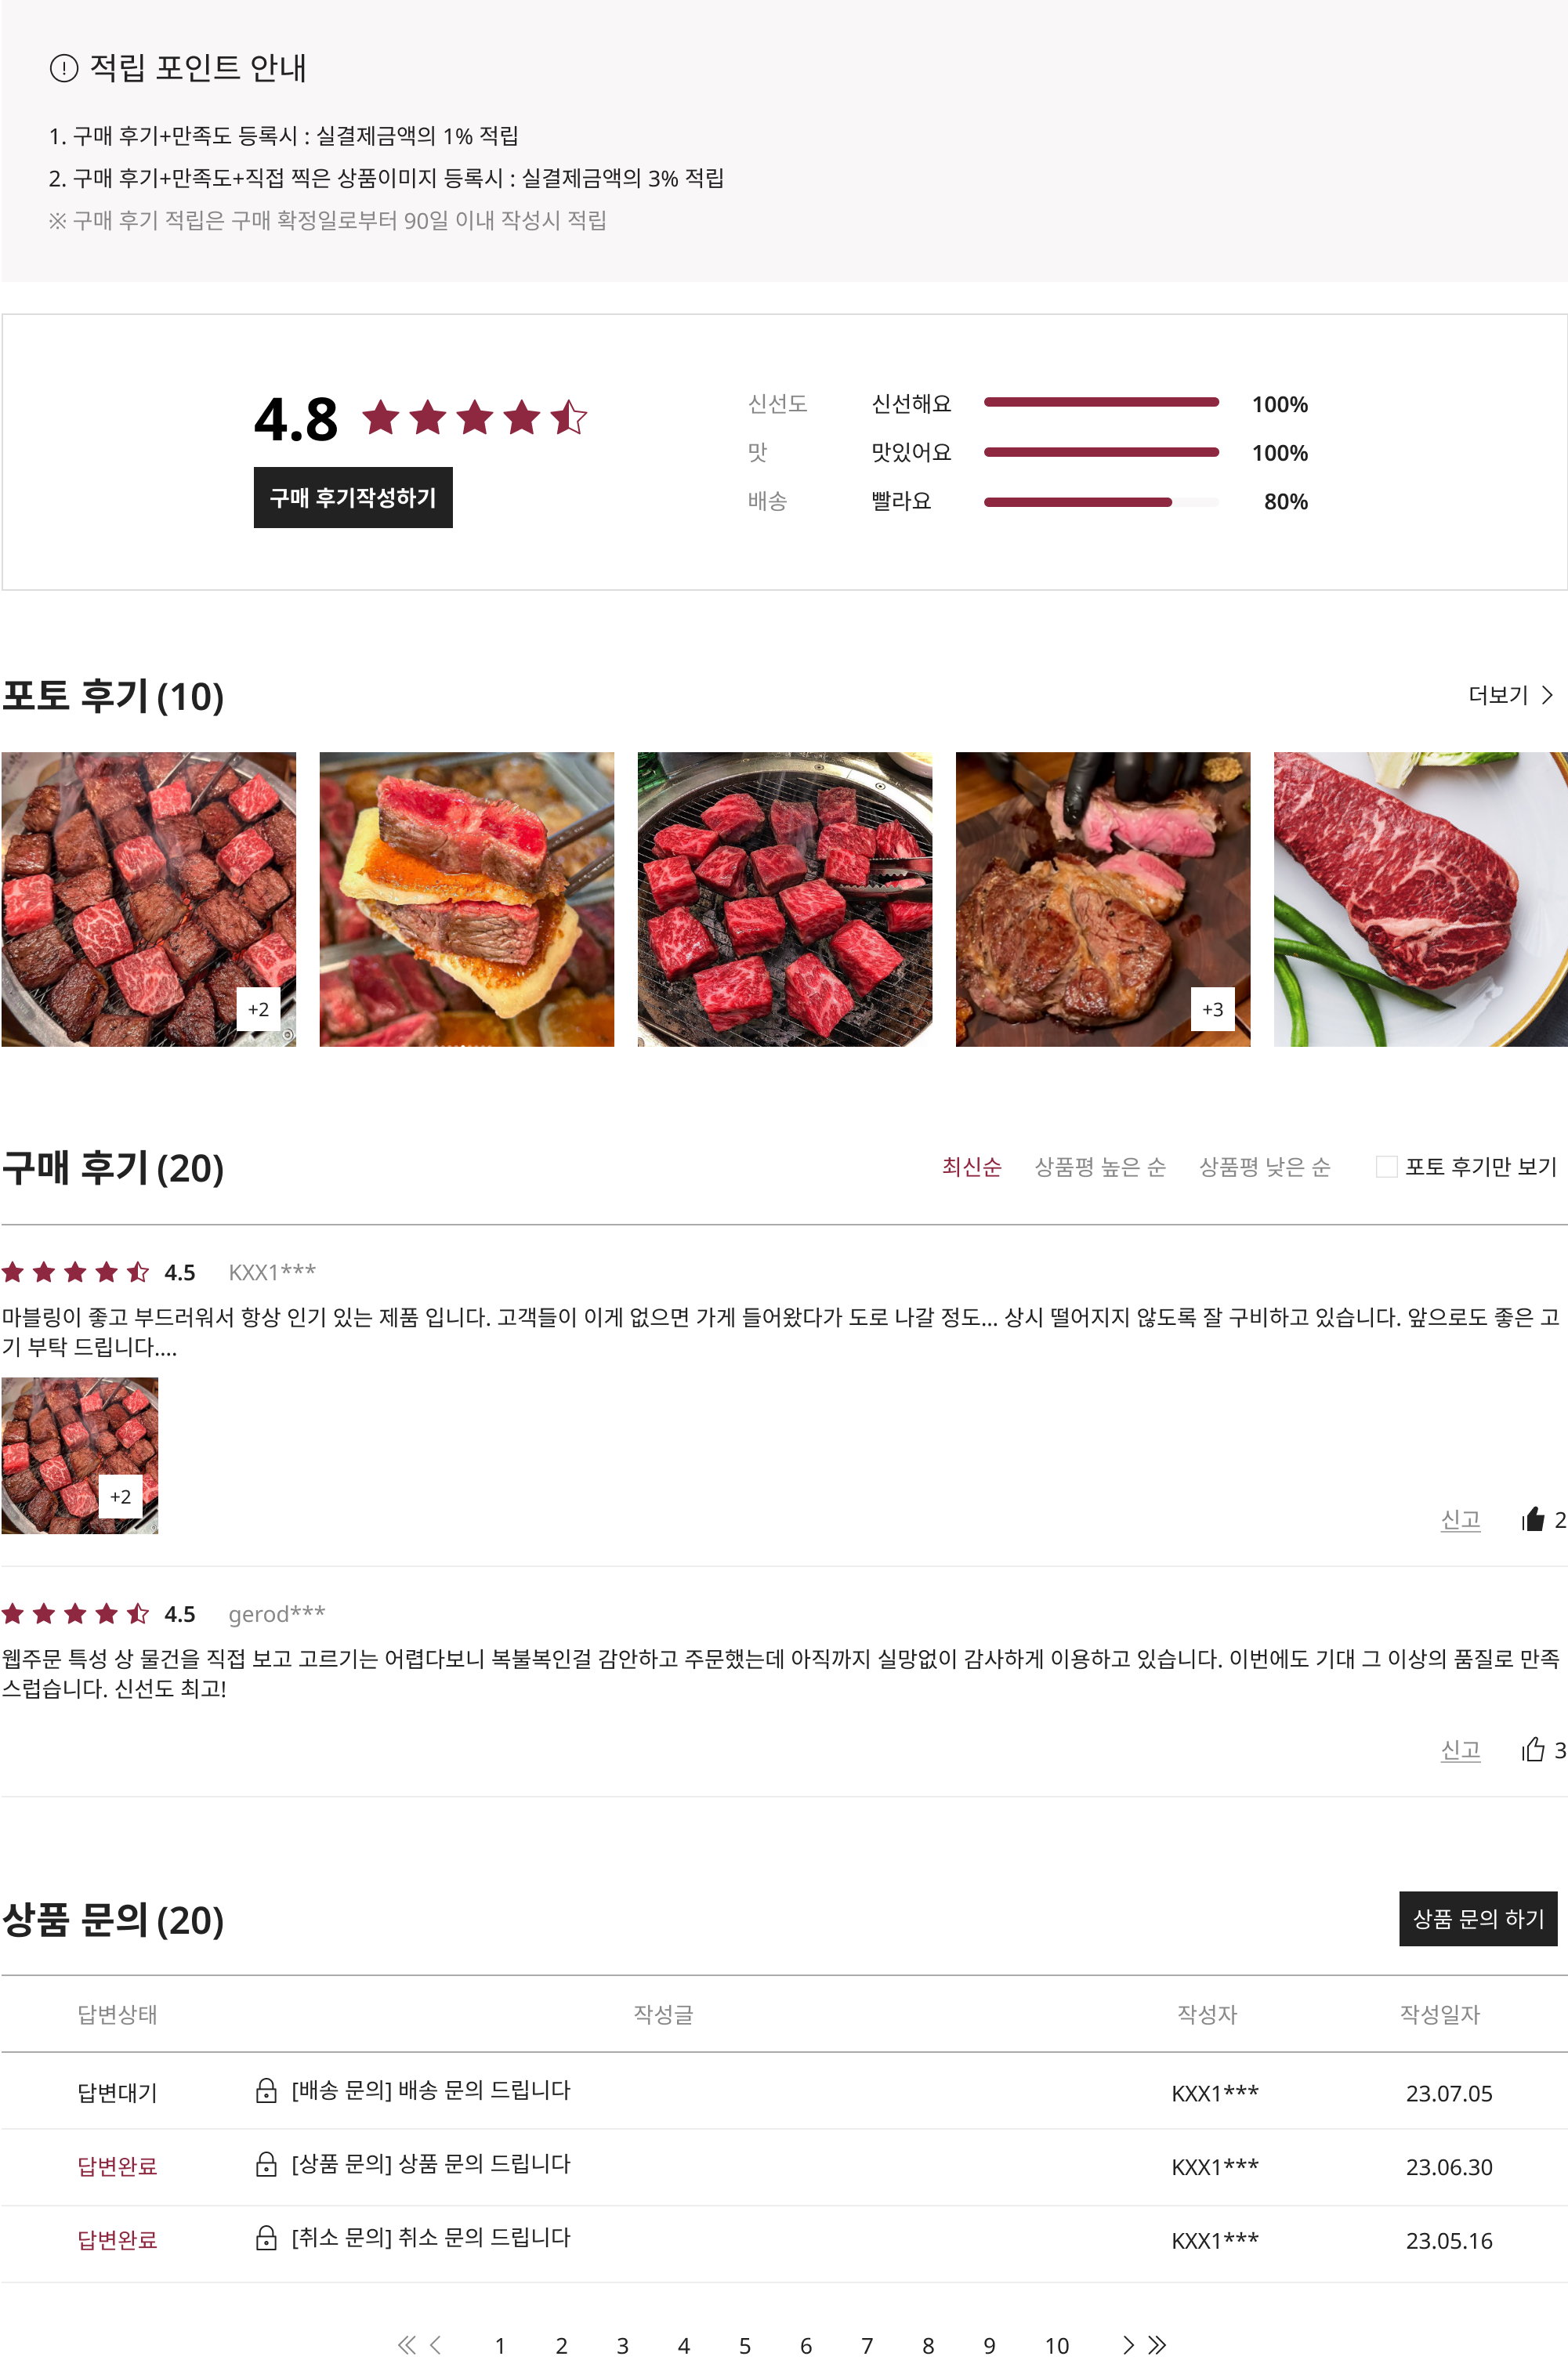 적립 포인트 안내
1. 구매 후기+만족도 등록시 : 실결제금액의 1% 적립
2. 구매 후기+만족도+직접 찍은 상품이미지 등록시 : 실결제금액의 3% 적립
※ 구매 후기 적립은 구매 확정일로부터 90일 이내 작성시 적립
4.8
구매 후기작성하기
신선도 신선해요 100%
맛 맛있어요 100%
배송 빨라요 80%
포토 후기 (10) 더보기
+2
+3
구매 후기 (20) 최신순 상품평 높은 순 상품평 낮은 순 포토 후기만 보기
4.5 KXX1***
마블링이 좋고 부드러워서 항상 인기 있는 제품 입니다. 고객들이 이게 없으면 가게 들어왔다가 도로 나갈 정도... 상시 떨어지지 않도록 잘 구비하고 있습니다. 앞으로도 좋은 고
기 부탁 드립니다....
+2
신고 2
4.5 gerod***
웹주문 특성 상 물건을 직접 보고 고르기는 어렵다보니 복불복인걸 감안하고 주문했는데 아직까지 실망없이 감사하게 이용하고 있습니다. 이번에도 기대 그 이상의 품질로 만족
스럽습니다. 신선도 최고!
신고 3
상품 문의 (20) 상품 문의 하기
답변상태 작성글 작성자 작성일자
답변대기 [배송 문의] 배송 문의 드립니다 KXX1*** 23.07.05
답변완료 [상품 문의] 상품 문의 드립니다 KXX1*** 23.06.30
답변완료 [취소 문의] 취소 문의 드립니다 KXX1*** 23.05.16
1 2 3 4 5 6 7 8 9 10